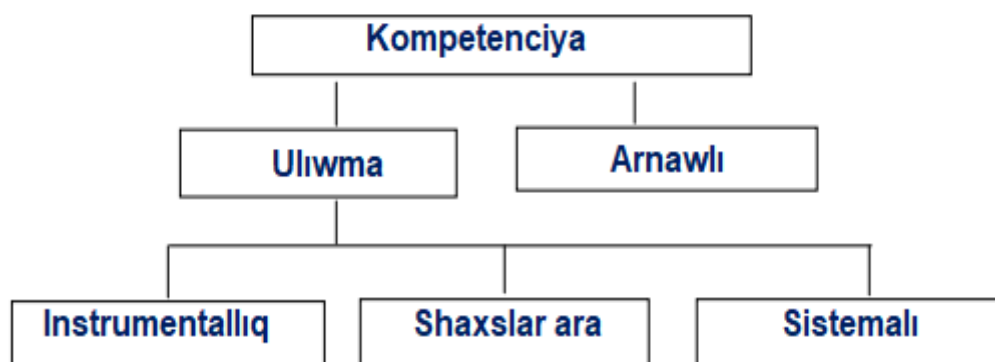 Kompetenciya
Ulıwma
Arnawlı
Instrumentallıq
Shaxslar ara
Sistemalı